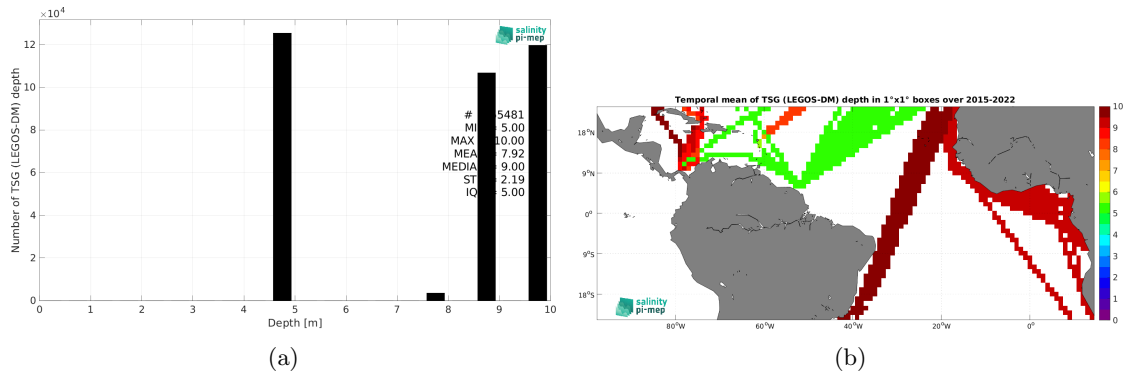 ×10⁴
12
10
8
6
4
2
0
0 1 2 3 4 5 6 7 8 9 10
Number of TSG (LEGOS-DM) depth
Depth [m]
salinity
pi-mep
# 5481
5.00
MAX 10.00
7.92
MEDIA 9.00
2.19
5.00
(a)
Temporal mean of TSG (LEGOS-DM) depth in 1°x1° boxes over 2015-2022
18°N
9°N
0°
9°S
18°S
80°W 60°W 40°W 20°W 0°
salinity
pi-mep
10
9
8
7
6
5
4
3
2
1
0
(b)